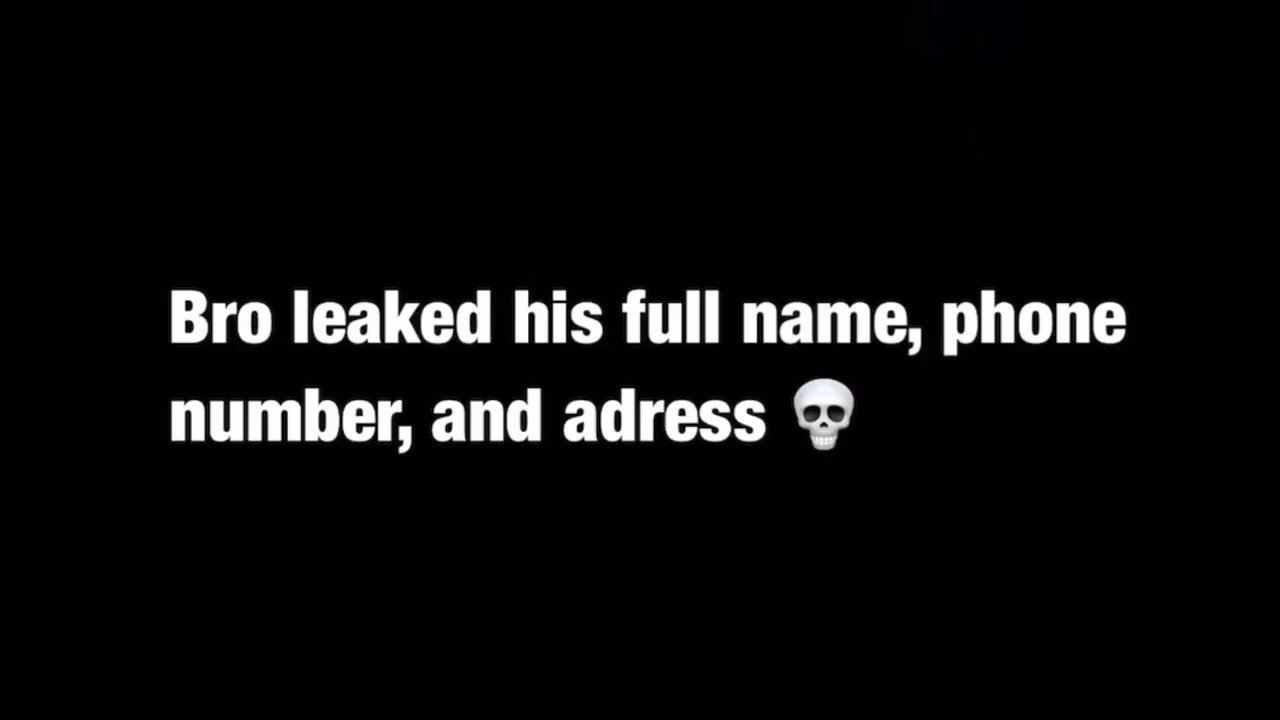 Bro leaked his full name, phone
number, and adress 💀